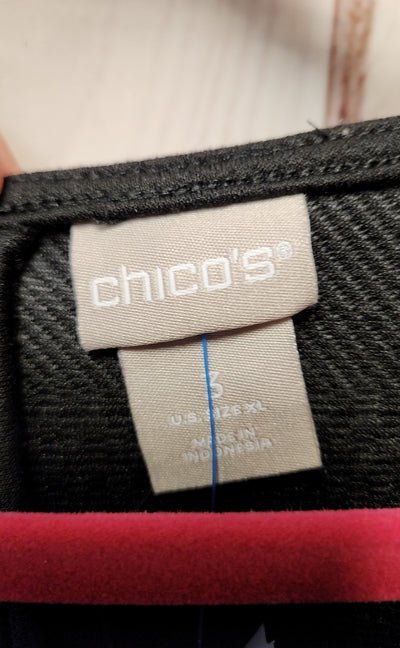 chico's®
3
U.S. SIZE XL
MADE IN
INDONESIA